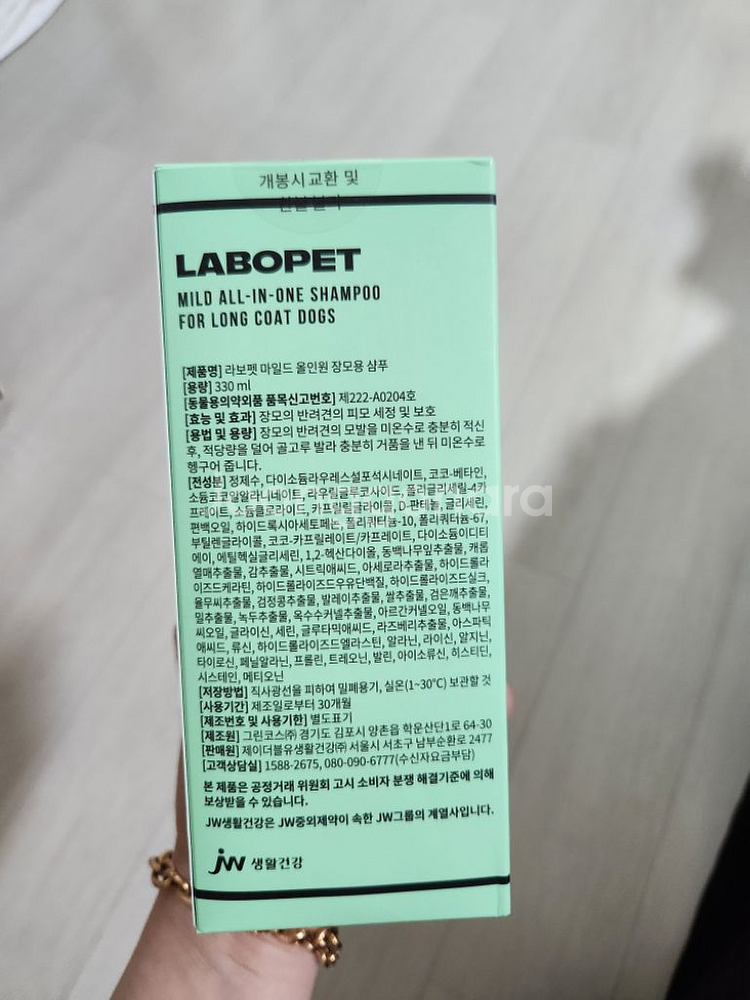 개봉시교환 및
환불불가
LABOPET
MILD ALL-IN-ONE SHAMPOO
FOR LONG COAT DOGS
[제품명] 라보펫 마일드 올인원 장모용 샴푸
[용량] 330 ml
[동물용의약외품 품목신고번호] 제222-A0204호
[효능 및 효과] 장모의 반려견의 피모 세정 및 보호
[용법 및 용량] 장모의 반려견의 모발을 미온수로 충분히 적신
후, 적당량을 덜어 골고루 발라 충분히 거품을 낸 뒤 미온수로
헹구어 줍니다.
[전성분] 정제수, 다이소듐라우레스설포석시네이트, 코코-베타인,
소듐코코일알라니네이트, 라우릴글루코사이드, 폴리글리세릴-4카
프레이트, 소듐클로라이드, 카프릴릴글라이콜, D-판테놀, 글리세린,
편백오일, 하이드록시아세토페논, 폴리쿼터늄-10, 폴리쿼터늄-67,
부틸렌글라이콜, 코코-카프릴레이트/카프레이트, 다이소듐이디티
에이, 에틸헥실글리세린, 1,2-헥산다이올, 동백나무잎추출물, 캐롭
열매추출물, 감추출물, 시트릭애씨드, 아세로라추출물, 하이드롤라
이즈드케라틴, 하이드롤라이즈드우유단백질, 하이드롤라이즈드실크,
율무씨추출물, 검정콩추출물, 발레이추출물, 쌀추출물, 검은깨추출물,
밀추출물, 녹두추출물, 옥수수커넬추출물, 아르간커넬오일, 동백나무
씨오일, 글라이신, 세린, 글루타믹애씨드, 라즈베리추출물, 아스파틱
애씨드, 류신, 하이드롤라이즈드엘라스틴, 알라닌, 라이신, 알지닌,
타이로신, 페닐알라닌, 프롤린, 트레오닌, 발린, 아이소류신, 히스티딘,
시스테인, 메티오닌
[저장방법] 직사광선을 피하여 밀폐용기, 실온(1~30℃) 보관할 것
[사용기간] 제조일로부터 30개월
[제조번호 및 사용기한] 별도표기
[제조원] 그린코스㈜ 경기도 김포시 양촌읍 학운산단1로 64-30
[판매원] 제이더블유생활건강㈜ 서울시 서초구 남부순환로 2477
[고객상담실] 1588-2675, 080-090-6777(수신자요금부담)
본 제품은 공정거래 위원회 고시 소비자 분쟁 해결기준에 의해
보상받을 수 있습니다.
JW생활건강은 JW중외제약이 속한 JW그룹의 계열사입니다.
JW 생활건강